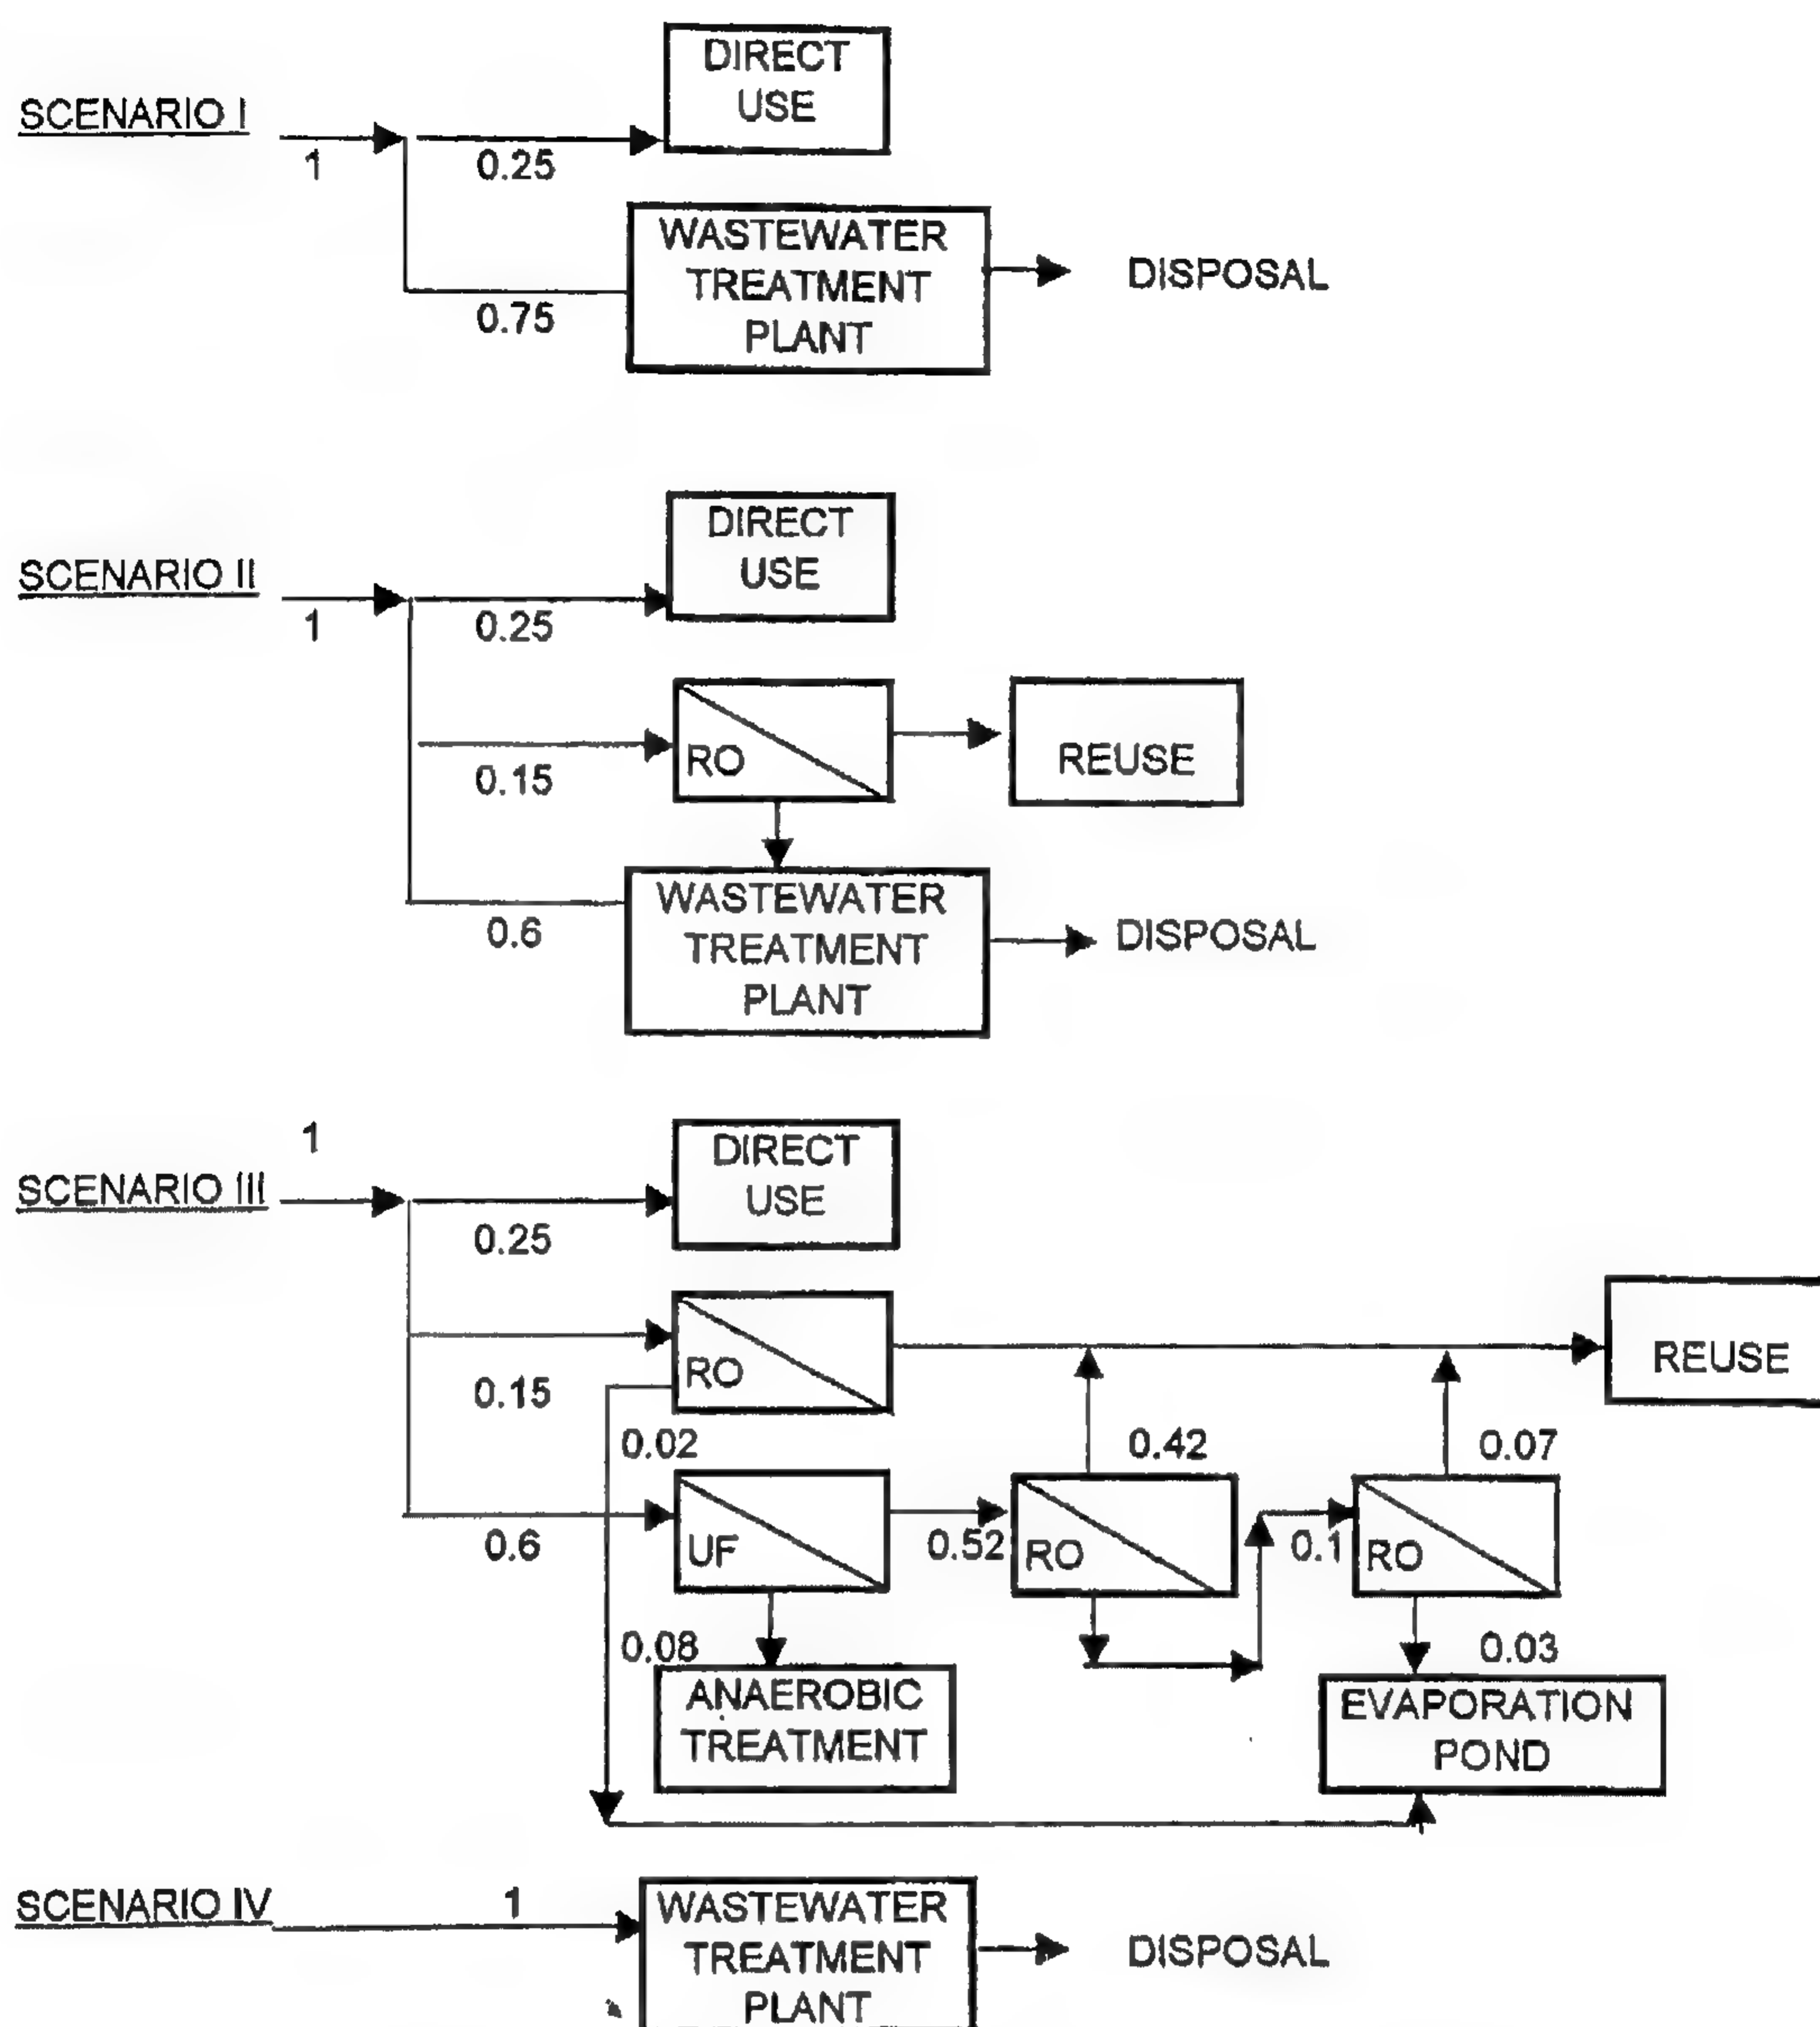 SCENARIO I
1
0.25
DIRECT
USE
0.75
WASTEWATER
TREATMENT
PLANT
DISPOSAL
SCENARIO II
1
0.25
DIRECT
USE
0.15
RO
REUSE
0.6
WASTEWATER
TREATMENT
PLANT
DISPOSAL
SCENARIO III
1
0.25
DIRECT
USE
0.15
RO
REUSE
0.02
0.42
0.07
0.6
UF
0.52
RO
0.1
RO
0.08
0.03
ANAEROBIC
TREATMENT
EVAPORATION
POND
SCENARIO IV
1
WASTEWATER
TREATMENT
PLANT
DISPOSAL